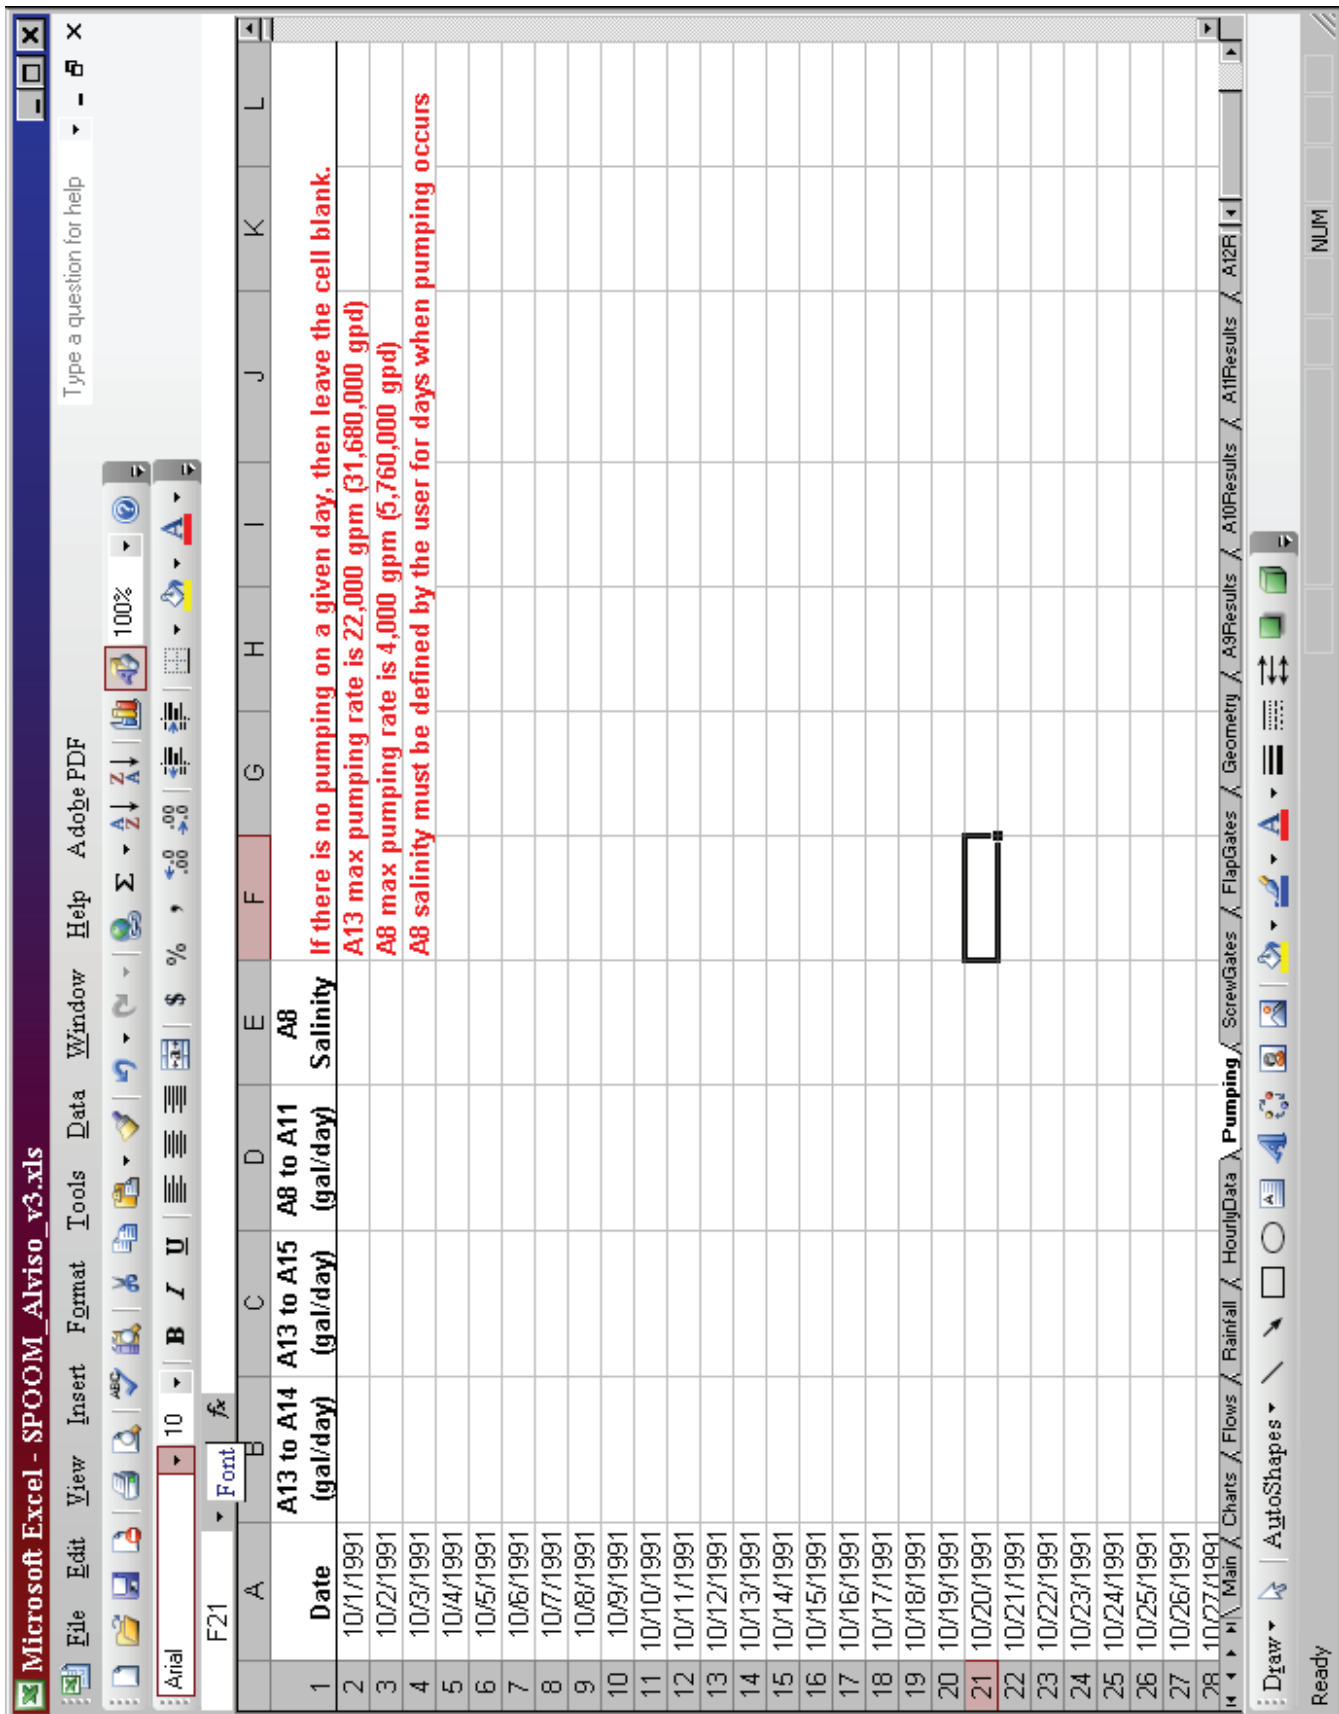 Microsoft Excel - SPOOM_Alviso_v3.xls
File Edit View Insert Format Tools Data Window Help Adobe PDF
Type a question for help
100%
Arial 10 B I U $ % ,
F21 fx
Font
A B C D E F G H I J K L
1 Date A13 to A14 (gal/day) A13 to A15 (gal/day) A8 to A11 (gal/day) A8 Salinity If there is no pumping on a given day, then leave the cell blank.
2 10/1/1991 A13 max pumping rate is 22,000 gpm (31,680,000 gpd)
3 10/2/1991 A8 max pumping rate is 4,000 gpm (5,760,000 gpd)
4 10/3/1991 A8 salinity must be defined by the user for days when pumping occurs
5 10/4/1991
6 10/5/1991
7 10/6/1991
8 10/7/1991
9 10/8/1991
10 10/9/1991
11 10/10/1991
12 10/11/1991
13 10/12/1991
14 10/13/1991
15 10/14/1991
16 10/15/1991
17 10/16/1991
18 10/17/1991
19 10/18/1991
20 10/19/1991
21 10/20/1991
22 10/21/1991
23 10/22/1991
24 10/23/1991
25 10/24/1991
26 10/25/1991
27 10/26/1991
28 10/27/1991
Main Charts Flows Rainfall HourlyData Pumping ScrewGates FlapGates Geometry A9Results A10Results A11Results A12R
Draw AutoShapes
Ready NUM